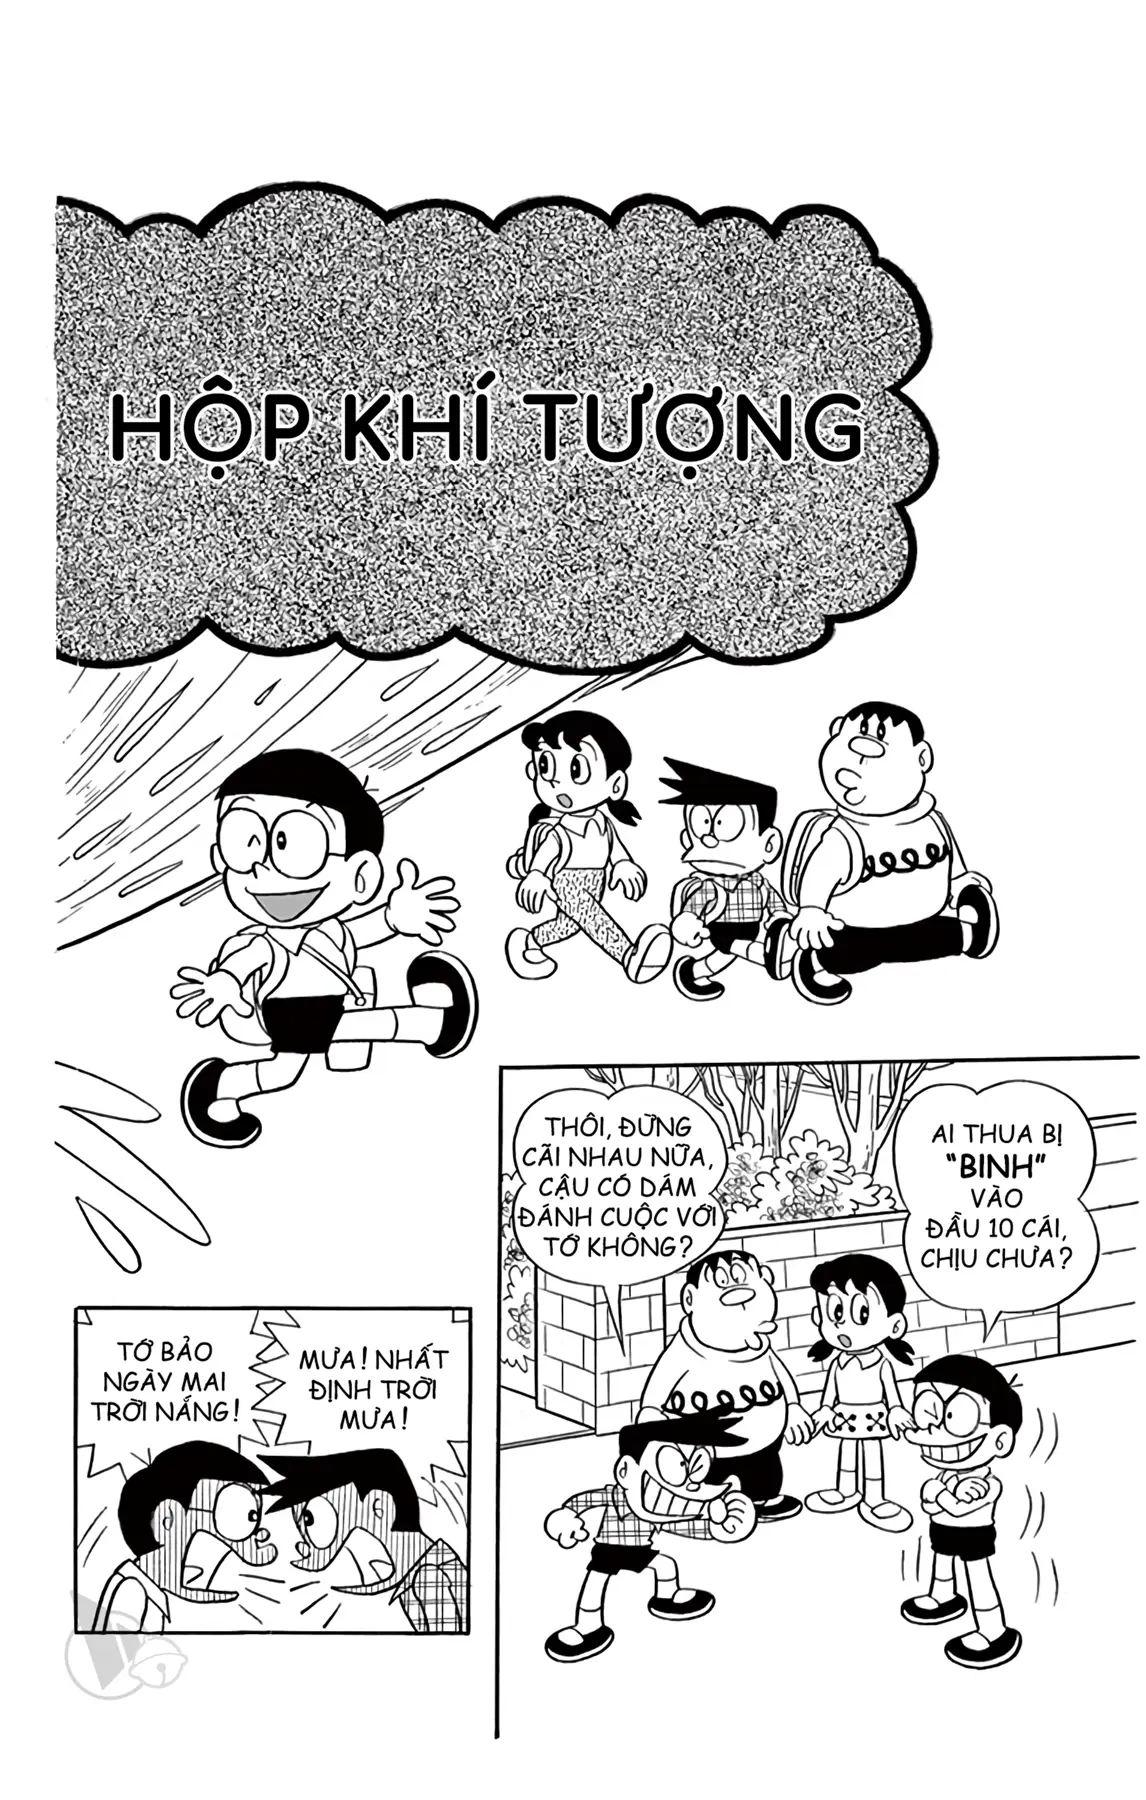 HỘP KHÍ TƯỢNG
TỚ BẢO
NGÀY MAI
TRỜI NẮNG!
MƯA! NHẤT
ĐỊNH TRỜI
MƯA!
THÔI, ĐỪNG
CÃI NHAU NỮA,
CẬU CÓ DÁM
ĐÁNH CUỘC VỚI
TỚ KHÔNG?
AI THUA BỊ
"BINH"
VÀO
ĐẦU 10 CÁI,
CHỊU CHƯA?